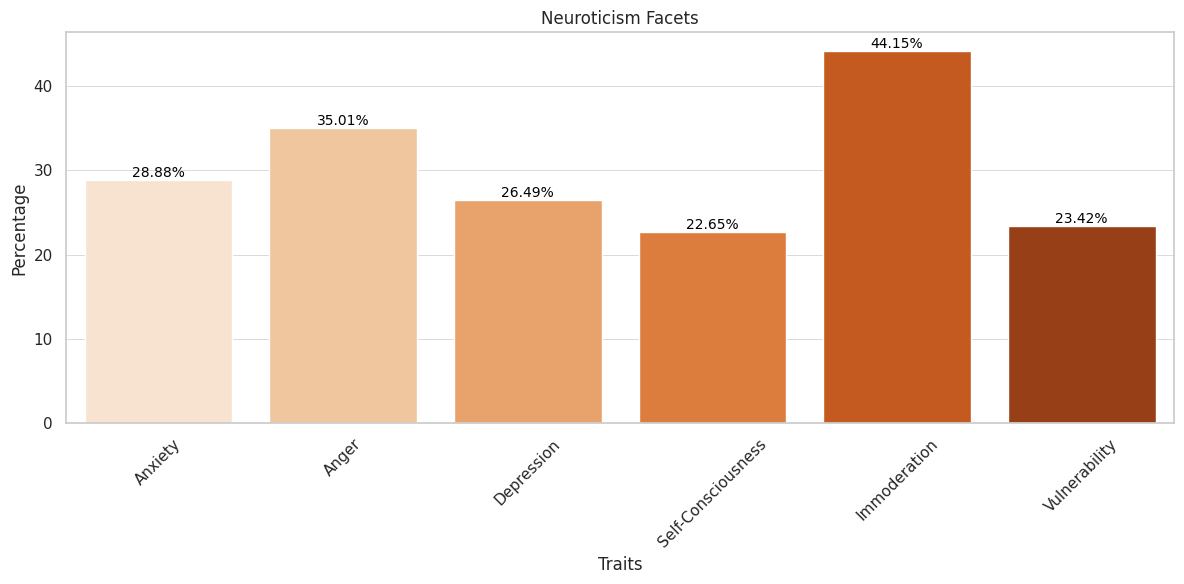 Neuroticism Facets
Percentage
40
30
20
10
0
28.88%
35.01%
26.49%
22.65%
44.15%
23.42%
Anxiety
Anger
Depression
Self-Consciousness
Immoderation
Vulnerability
Traits